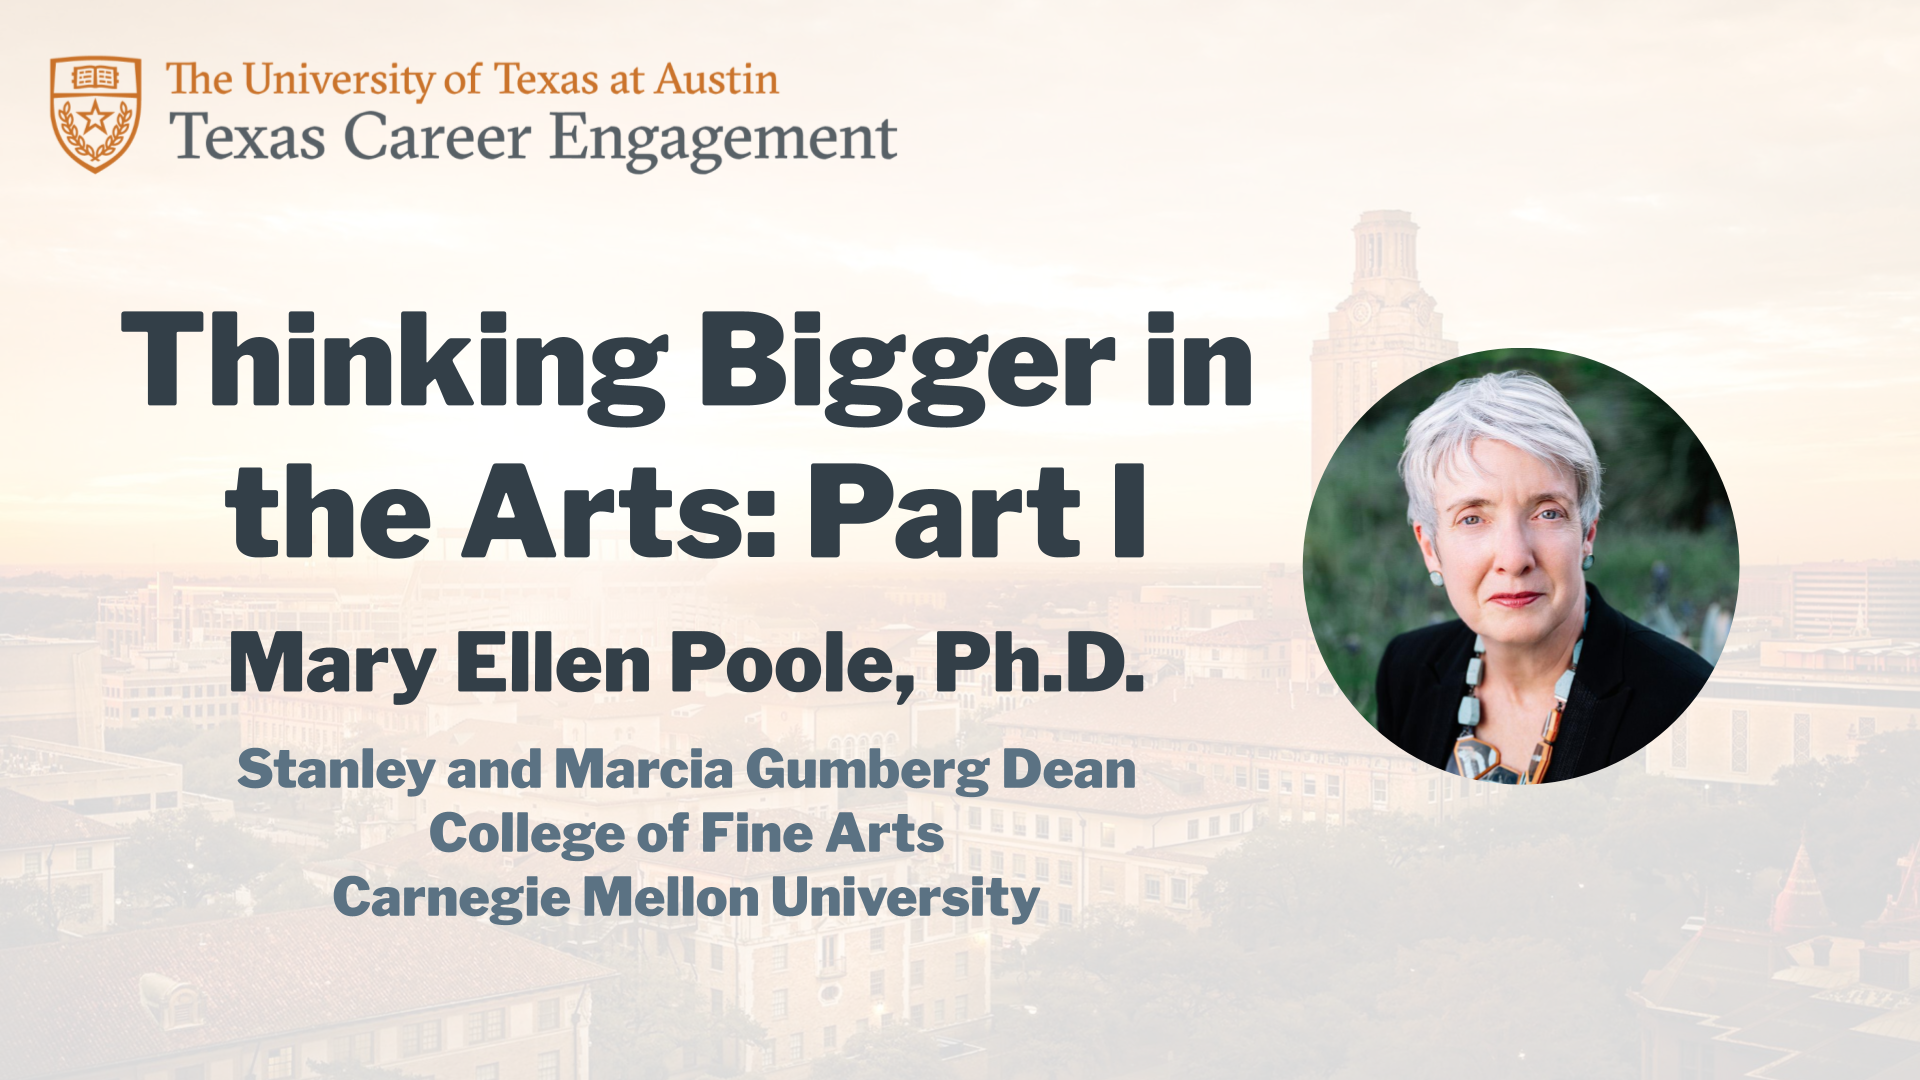 The University of Texas at Austin
Texas Career Engagement
Thinking Bigger in
the Arts: Part I
Mary Ellen Poole, Ph.D.
Stanley and Marcia Gumberg Dean
College of Fine Arts
Carnegie Mellon University